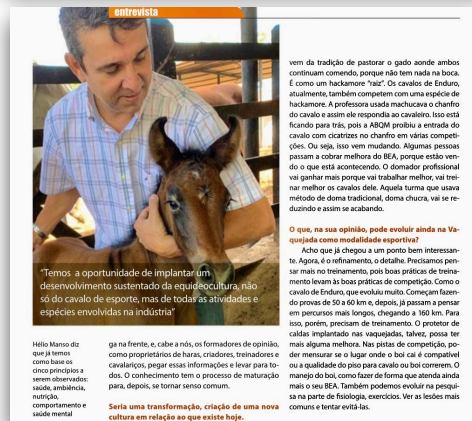 entrevista
"Temos a oportunidade de implantar um
desenvolvimento sustentado da equideocultura, não
só do cavalo de esporte, mas de todas as atividades e
espécies envolvidas na indústria"
Hélio Manso diz
que já temos
como base os
cinco princípios a
serem observados:
saúde, ambiência,
nutrição,
comportamento e
saúde mental
ga na frente, e, cabe a nós, os formadores de opinião,
como proprietários de haras, criadores, treinadores e
cavalariços, pegar essas informações e levar para to-
dos. O conhecimento tem o processo de maturação
para, depois, se tornar senso comum.
Seria uma transformação, criação de uma nova
cultura em relação ao que existe hoje.
vem da tradição de pastorar o gado aonde ambos
continuam comendo, porque não tem nada na boca.
É como um hackamore "raiz". Os cavalos de Enduro,
atualmente, também competem com uma espécie de
hackamore. A professora usada machucava o chanfro
do cavalo e assim ele respondia ao cavaleiro. Isso está
ficando para trás, pois a ABQM proibiu a entrada do
cavalo com cicatrizes no chanfro em várias competi-
ções. Ou seja, isso vem mudando. Algumas pessoas
passam a cobrar melhora do BEA, porque estão ven-
do o que está acontecendo. O domador profissional
vai ganhar mais porque vai trabalhar melhor, vai trei-
nar melhor os cavalos dele. Aquela turma que usava
método de doma tradicional, doma chucra, vai se re-
duzindo e assim se acabando.
O que, na sua opinião, pode evoluir ainda na Va-
quejada como modalidade esportiva?
Acho que já chegou a um ponto bem interessan-
te. Agora, é o refinamento, o detalhe. Precisamos pen-
sar mais no treinamento, pois boas práticas de treina-
mento levam às boas práticas de competição. Como o
cavalo de Enduro, que evoluiu muito. Começam fazen-
do provas de 50 a 60 km e, depois, já passam a pensar
em percursos mais longos, chegando a 160 km. Para
isso, porém, precisam de treinamento. O protetor de
caldas implantado nas vaquejadas, talvez, possa ter
mais alguma melhora. Nas pistas de competição, po-
der mensurar se o lugar onde o boi cai é compatível
ou a qualidade do piso para cavalo ou boi correrem. O
manejo do boi, como fazer de forma que atenda ainda
mais o seu BEA. Também podemos evoluir na pesqui-
sa na parte de fisiologia, exercícios. Ver as lesões mais
comuns e tentar evitá-las.